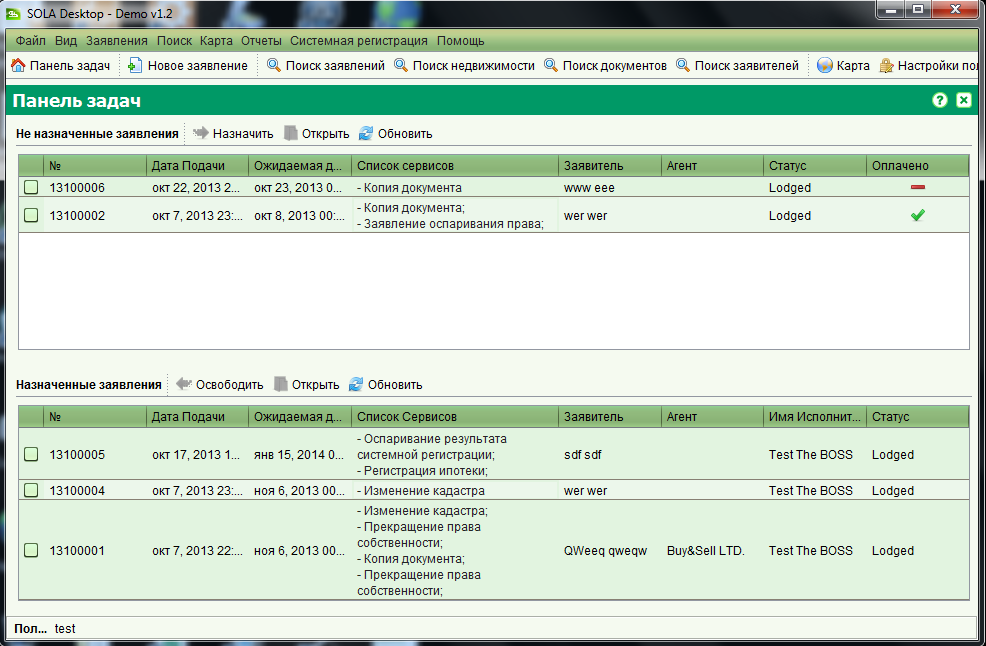 SOLA Desktop - Demo v1.2
Файл Вид Заявления Поиск Карта Отчеты Системная регистрация Помощь
Панель задач Новое заявление Поиск заявлений Поиск недвижимости Поиск документов Поиск заявителей Карта Настройки пол
Панель задач
Не назначенные заявления Назначить Открыть Обновить
№ Дата Подачи Ожидаемая д... Список сервисов Заявитель Агент Статус Оплачено
13100006 окт 22, 2013 2... окт 23, 2013 0... - Копия документа www eee Lodged
- Копия документа;
13100002 окт 7, 2013 23:... окт 8, 2013 00:... wer wer Lodged
- Заявление оспаривания права;
Назначенные заявления Освободить Открыть Обновить
№ Дата Подачи Ожидаемая д... Список Сервисов Заявитель Агент Имя Исполнит... Статус
- Оспаривание результата
13100005 окт 17, 2013 1... янв 15, 2014 0... системной регистрации; sdf sdf Test The BOSS Lodged
- Регистрация ипотеки;
13100004 окт 7, 2013 23:... ноя 6, 2013 00... - Изменение кадастра wer wer Test The BOSS Lodged
- Изменение кадастра;
- Прекращение права
собственности;
13100001 окт 7, 2013 22:... ноя 6, 2013 00... - Копия документа; QWeeq qweqw Buy&Sell LTD. Test The BOSS Lodged
- Прекращение права
собственности;
Пол... test